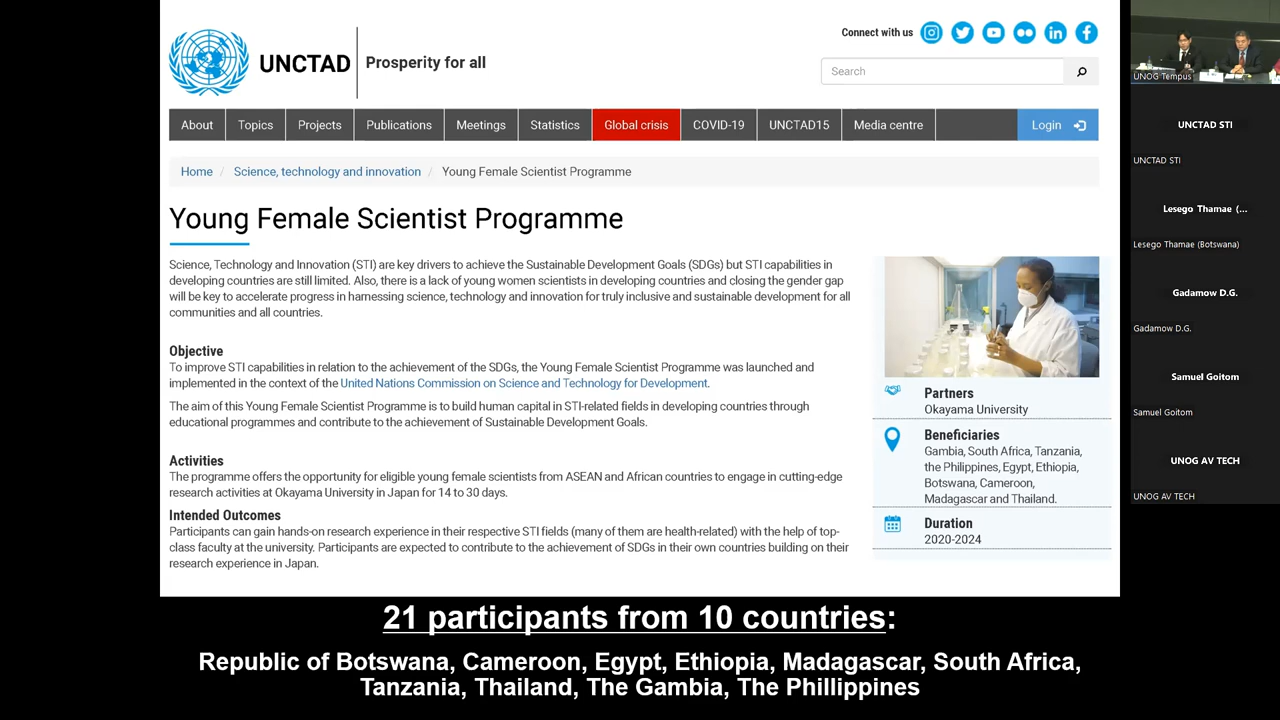 UNCTAD
Prosperity for all
Connect with us
Search
About
Topics
Projects
Publications
Meetings
Statistics
Global crisis
COVID-19
UNCTAD15
Media centre
Login
Home / Science, technology and innovation / Young Female Scientist Programme
Young Female Scientist Programme
Science, Technology and Innovation (STI) are key drivers to achieve the Sustainable Development Goals (SDGs) but STI capabilities in
developing countries are still limited. Also, there is a lack of young women scientists in developing countries and closing the gender gap
will be key to accelerate progress in harnessing science, technology and innovation for truly inclusive and sustainable development for all
communities and all countries.
Objective
To improve STI capabilities in relation to the achievement of the SDGs, the Young Female Scientist Programme was launched and
implemented in the context of the United Nations Commission on Science and Technology for Development.
The aim of this Young Female Scientist Programme is to build human capital in STI-related fields in developing countries through
educational programmes and contribute to the achievement of Sustainable Development Goals.
Activities
The programme offers the opportunity for eligible young female scientists from ASEAN and African countries to engage in cutting-edge
research activities at Okayama University in Japan for 14 to 30 days.
Intended Outcomes
Participants can gain hands-on research experience in their respective STI fields (many of them are health-related) with the help of top-
class faculty at the university. Participants are expected to contribute to the achievement of SDGs in their own countries building on their
research experience in Japan.
Partners
Okayama University
Beneficiaries
Gambia, South Africa, Tanzania,
the Philippines, Egypt, Ethiopia,
Botswana, Cameroon,
Madagascar and Thailand.
Duration
2020-2024
21 participants from 10 countries:
Republic of Botswana, Cameroon, Egypt, Ethiopia, Madagascar, South Africa,
Tanzania, Thailand, The Gambia, The Phillippines
UNOG Tempus
UNCTAD STI
UNCTAD STI
Lesego Thamae (...
Lesego Thamae (Botswana)
Gadamow D.G.
Gadamow D.G.
Samuel Goitom
Samuel Goitom
UNOG AV TECH
UNOG AV TECH